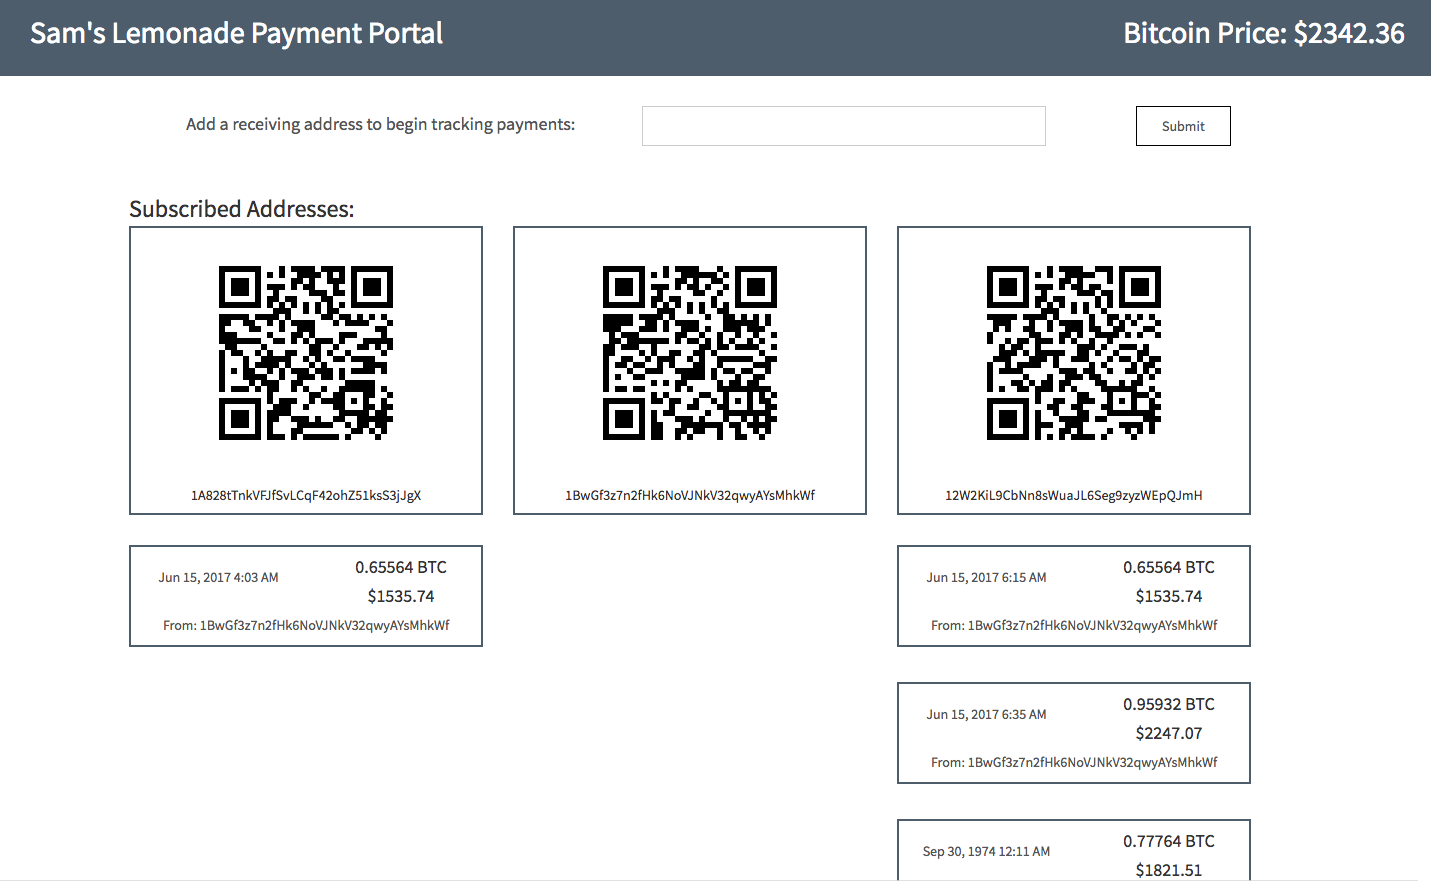 Sam's Lemonade Payment Portal
Bitcoin Price: $2342.36
Add a receiving address to begin tracking payments:
Submit
Subscribed Addresses:
1A828tTnkVFJfSvLCqF42ohZ51ksS3jJgX
1BwGf3z7n2fHk6NoVJNkV32qwyAYsMhkWf
12W2KiL9CbNn8sWuaJL6Seg9zyzWEpQJmH
Jun 15, 2017 4:03 AM
0.65564 BTC
$1535.74
From: 1BwGf3z7n2fHk6NoVJNkV32qwyAYsMhkWf
Jun 15, 2017 6:15 AM
0.65564 BTC
$1535.74
From: 1BwGf3z7n2fHk6NoVJNkV32qwyAYsMhkWf
Jun 15, 2017 6:35 AM
0.95932 BTC
$2247.07
From: 1BwGf3z7n2fHk6NoVJNkV32qwyAYsMhkWf
Sep 30, 1974 12:11 AM
0.77764 BTC
$1821.51